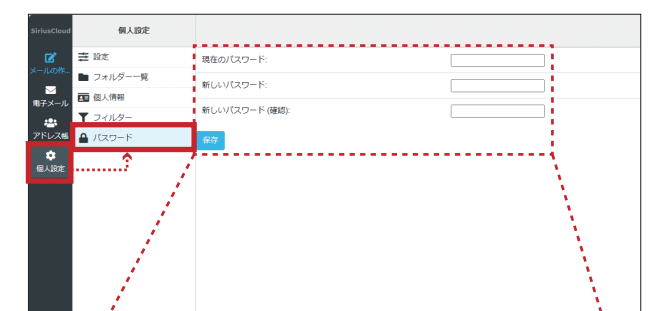 SiriusCloud
個人設定
メールの作…
電子メール
アドレス帳
個人設定
設定
フォルダー一覧
個人情報
フィルター
パスワード
現在のパスワード:
新しいパスワード:
新しいパスワード (確認):
保存